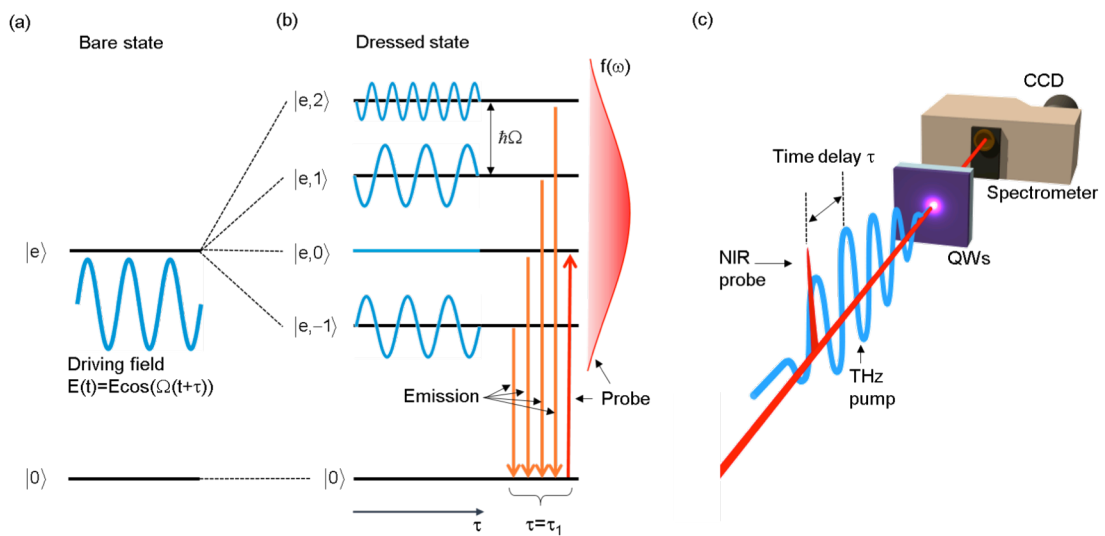 (a)
Bare state
|e⟩
Driving field
E(t)=Ecos(Ω(t+τ))
|0⟩
(b)
Dressed state
f(ω)
|e,2⟩
ħΩ
|e,1⟩
|e,0⟩
|e,−1⟩
Emission
Probe
|0⟩
τ
τ=τ₁
(c)
CCD
Time delay τ
Spectrometer
QWs
NIR
probe
THz
pump